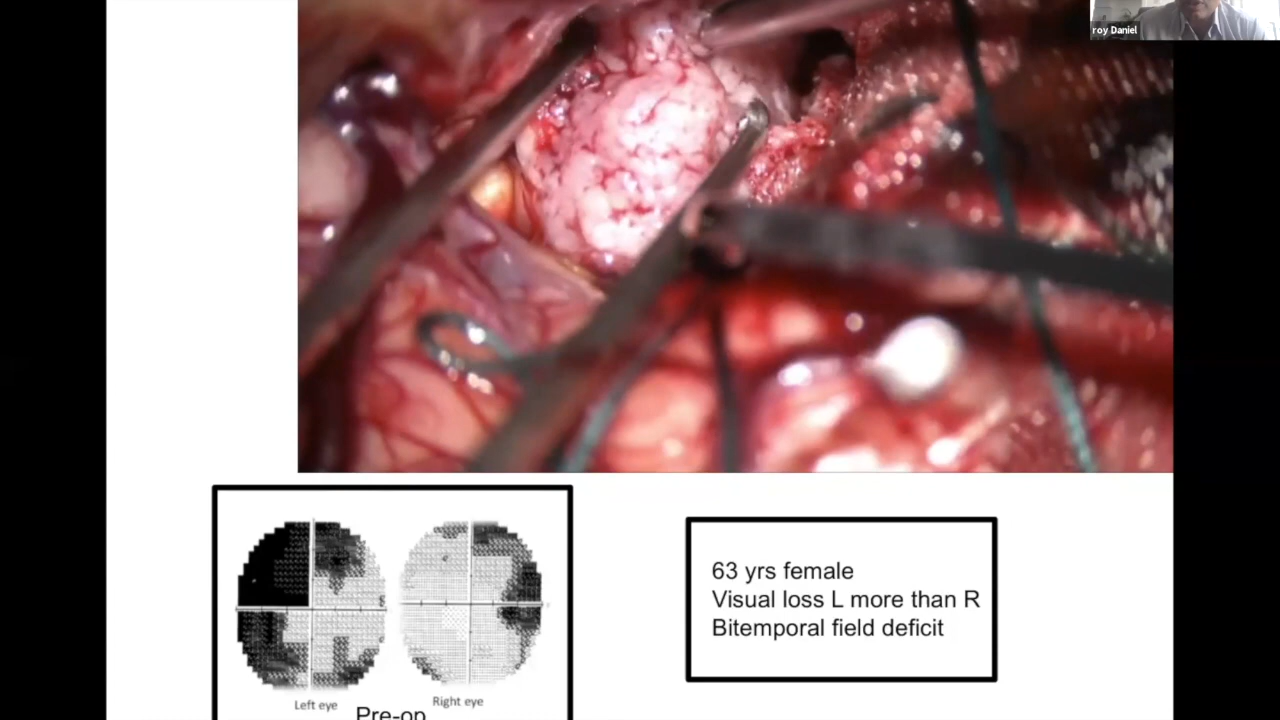 roy Daniel
63 yrs female
Visual loss L more than R
Bitemporal field deficit
Left eye
Right eye
Pre-op